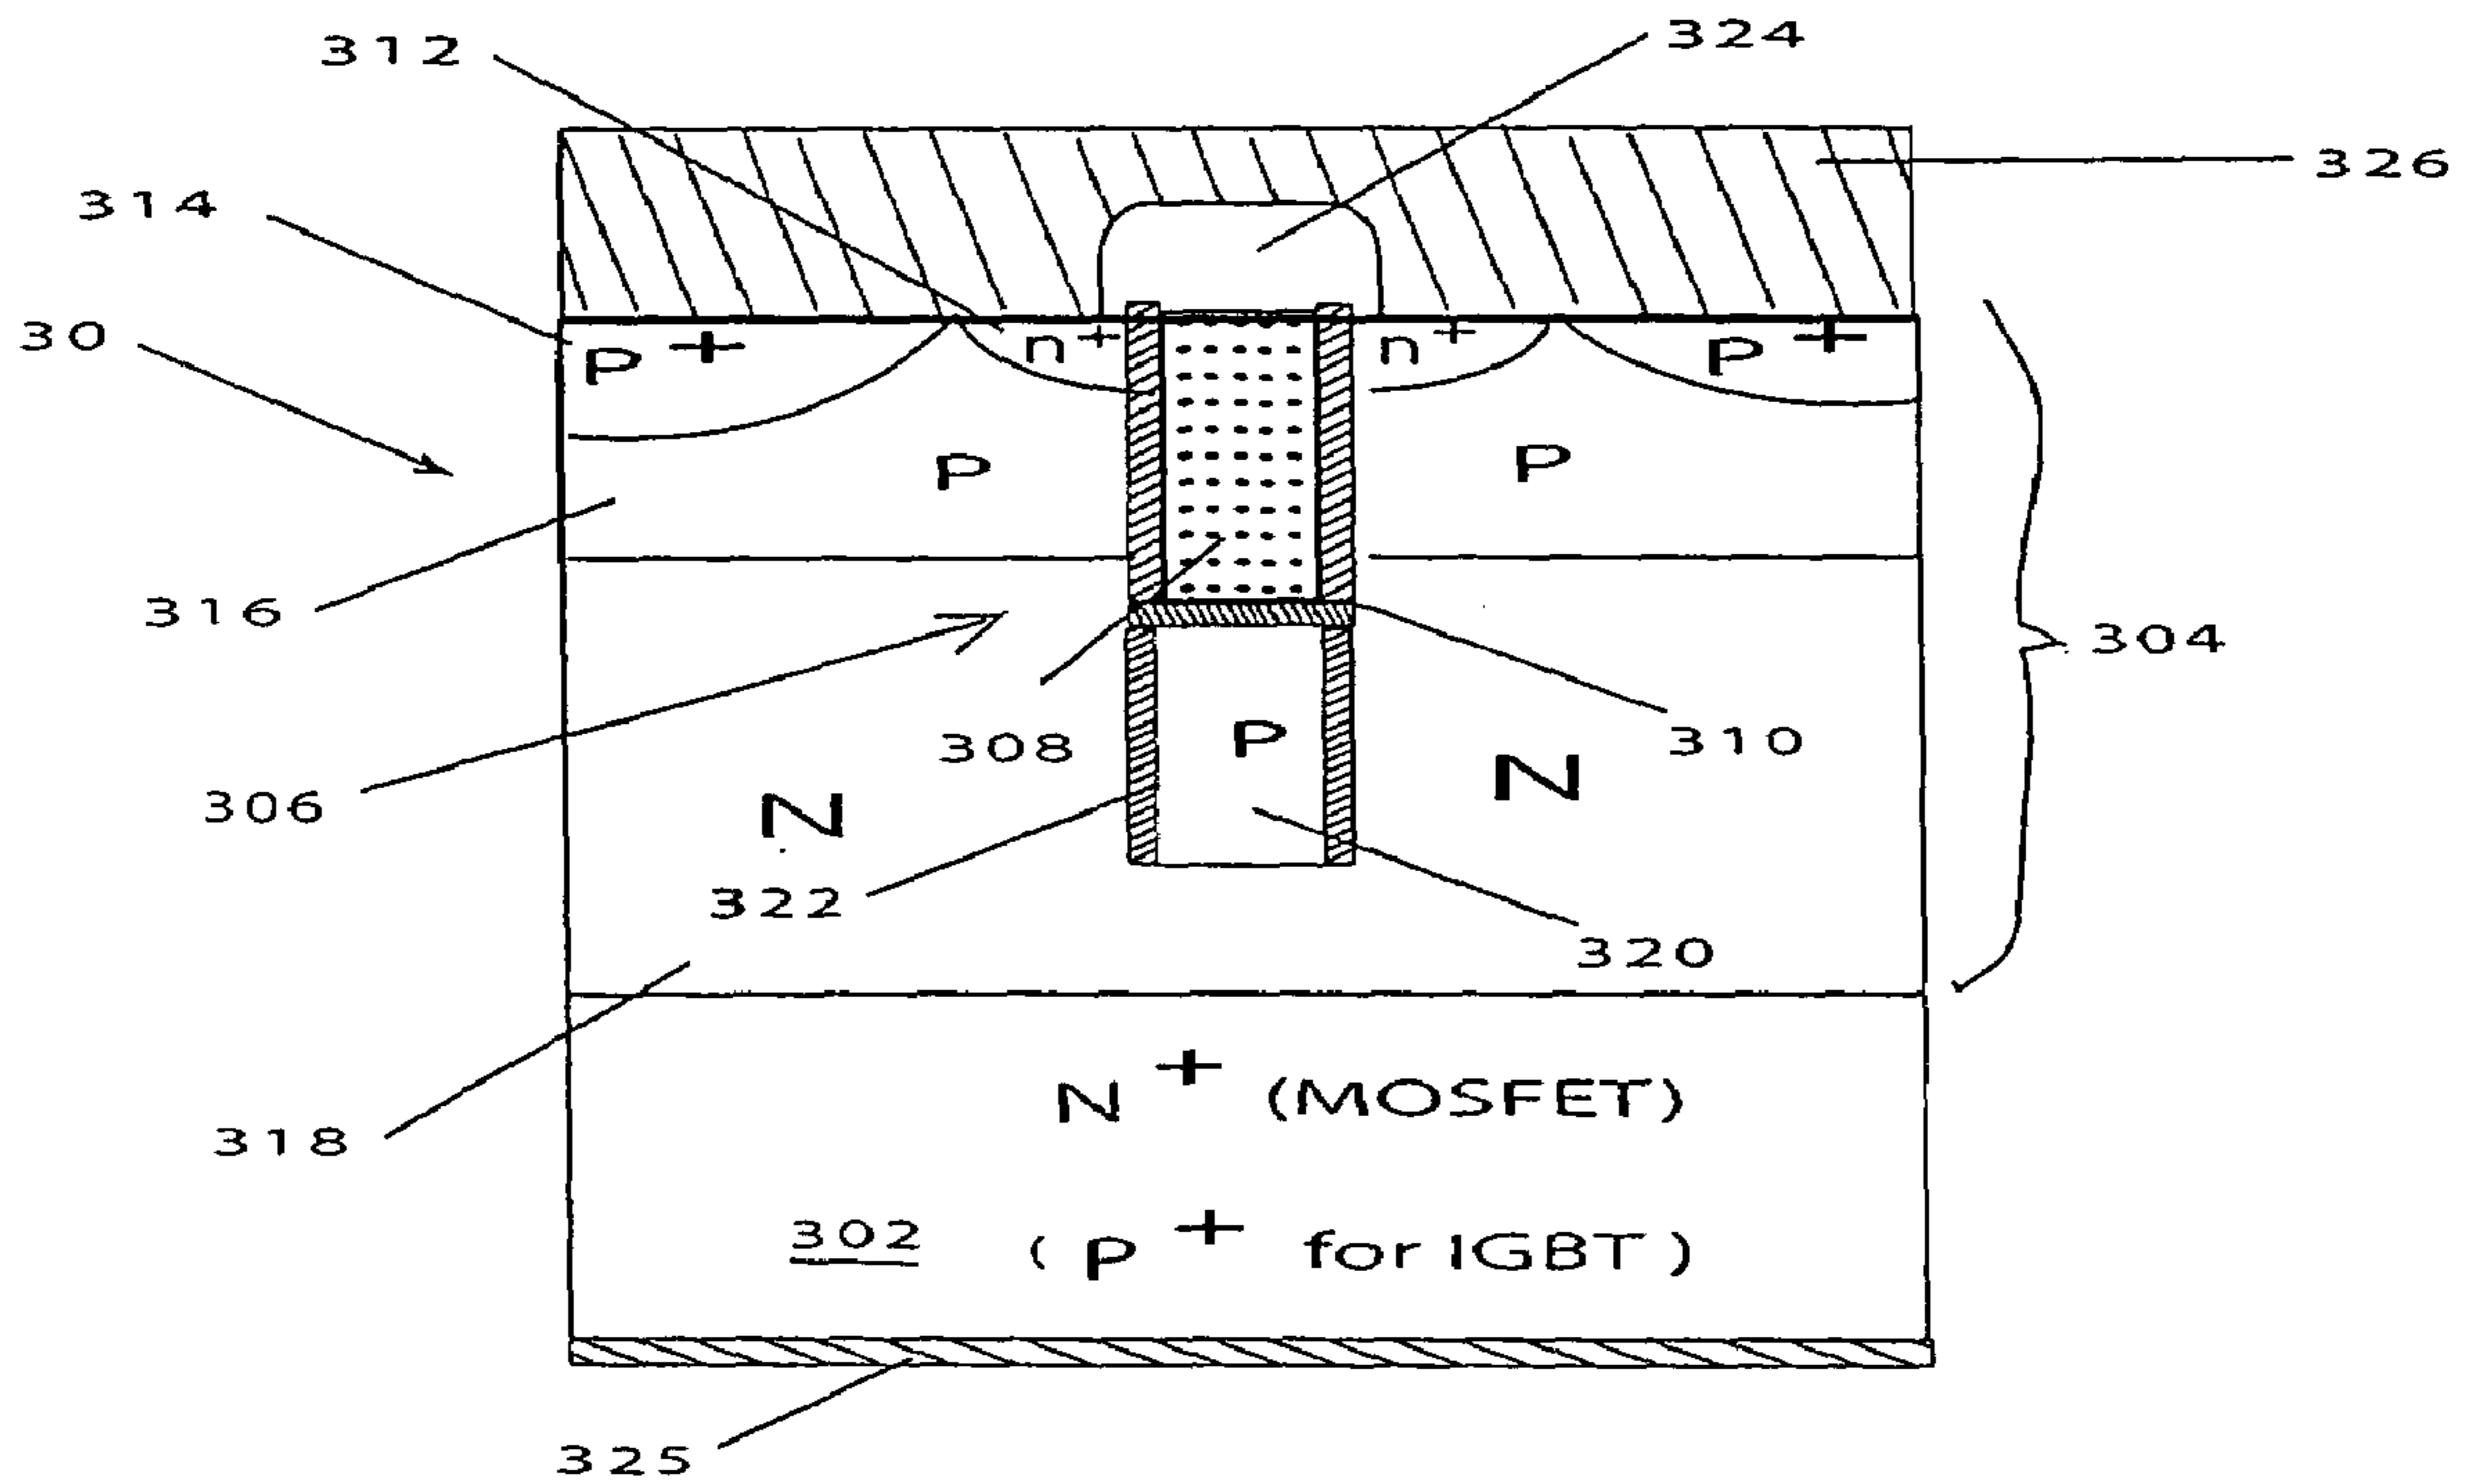 312
324
326
314
30
P+
n+
n+
P+
P
P
316
304
308
P
310
N
N
306
322
320
318
N+ (MOSFET)
302 (P+ for IGBT)
325